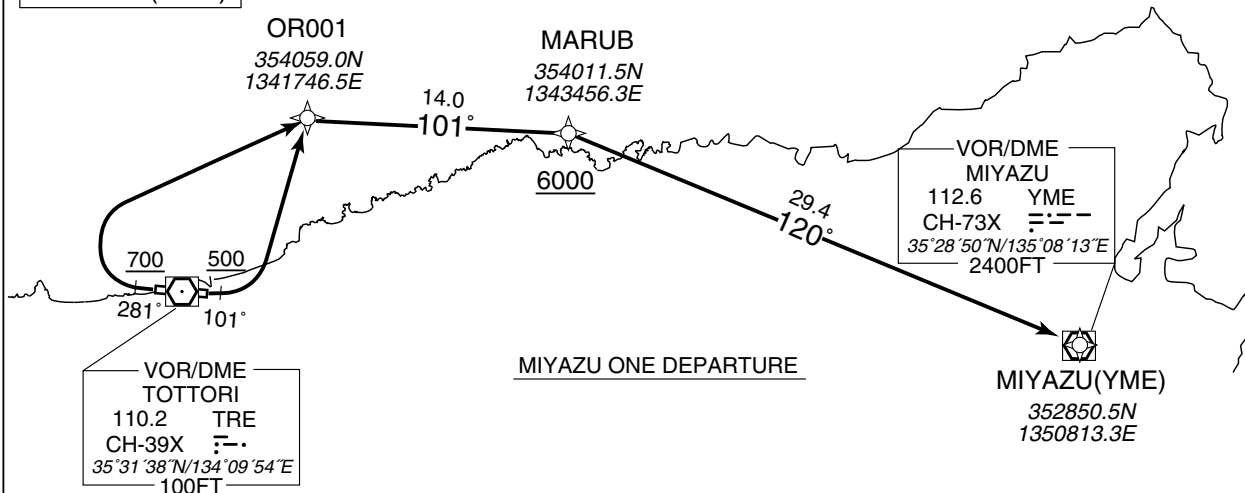 OR001
354059.0N
1341746.5E
MARUB
354011.5N
1343456.3E
14.0
101°
6000
29.4
120°
VOR/DME
MIYAZU
112.6 YME
CH-73X
35°28´50˝N/135°08´13˝E
2400FT
700
500
281°
101°
VOR/DME
TOTTORI
110.2 TRE
CH-39X
35°31´38˝N/134°09´54˝E
100FT
MIYAZU ONE DEPARTURE
MIYAZU(YME)
352850.5N
1350813.3E